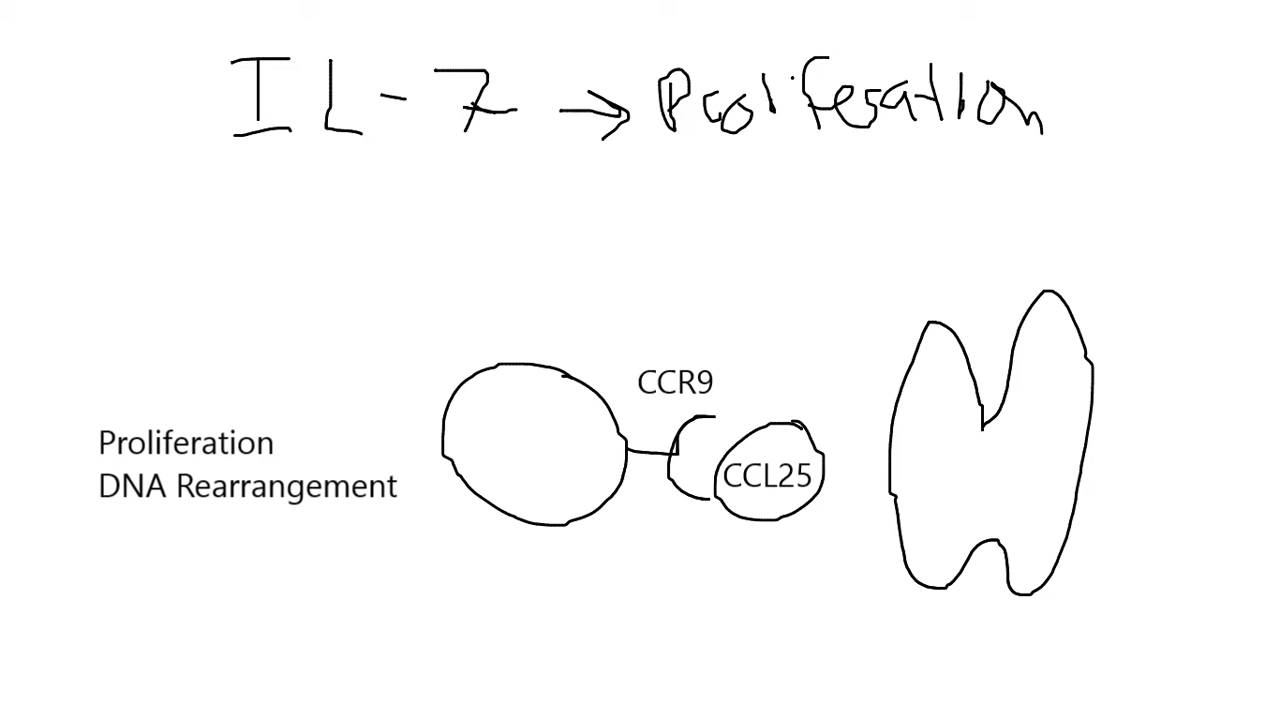 IL-7 → Proliferation
CCR9
Proliferation
CCL25
DNA Rearrangement